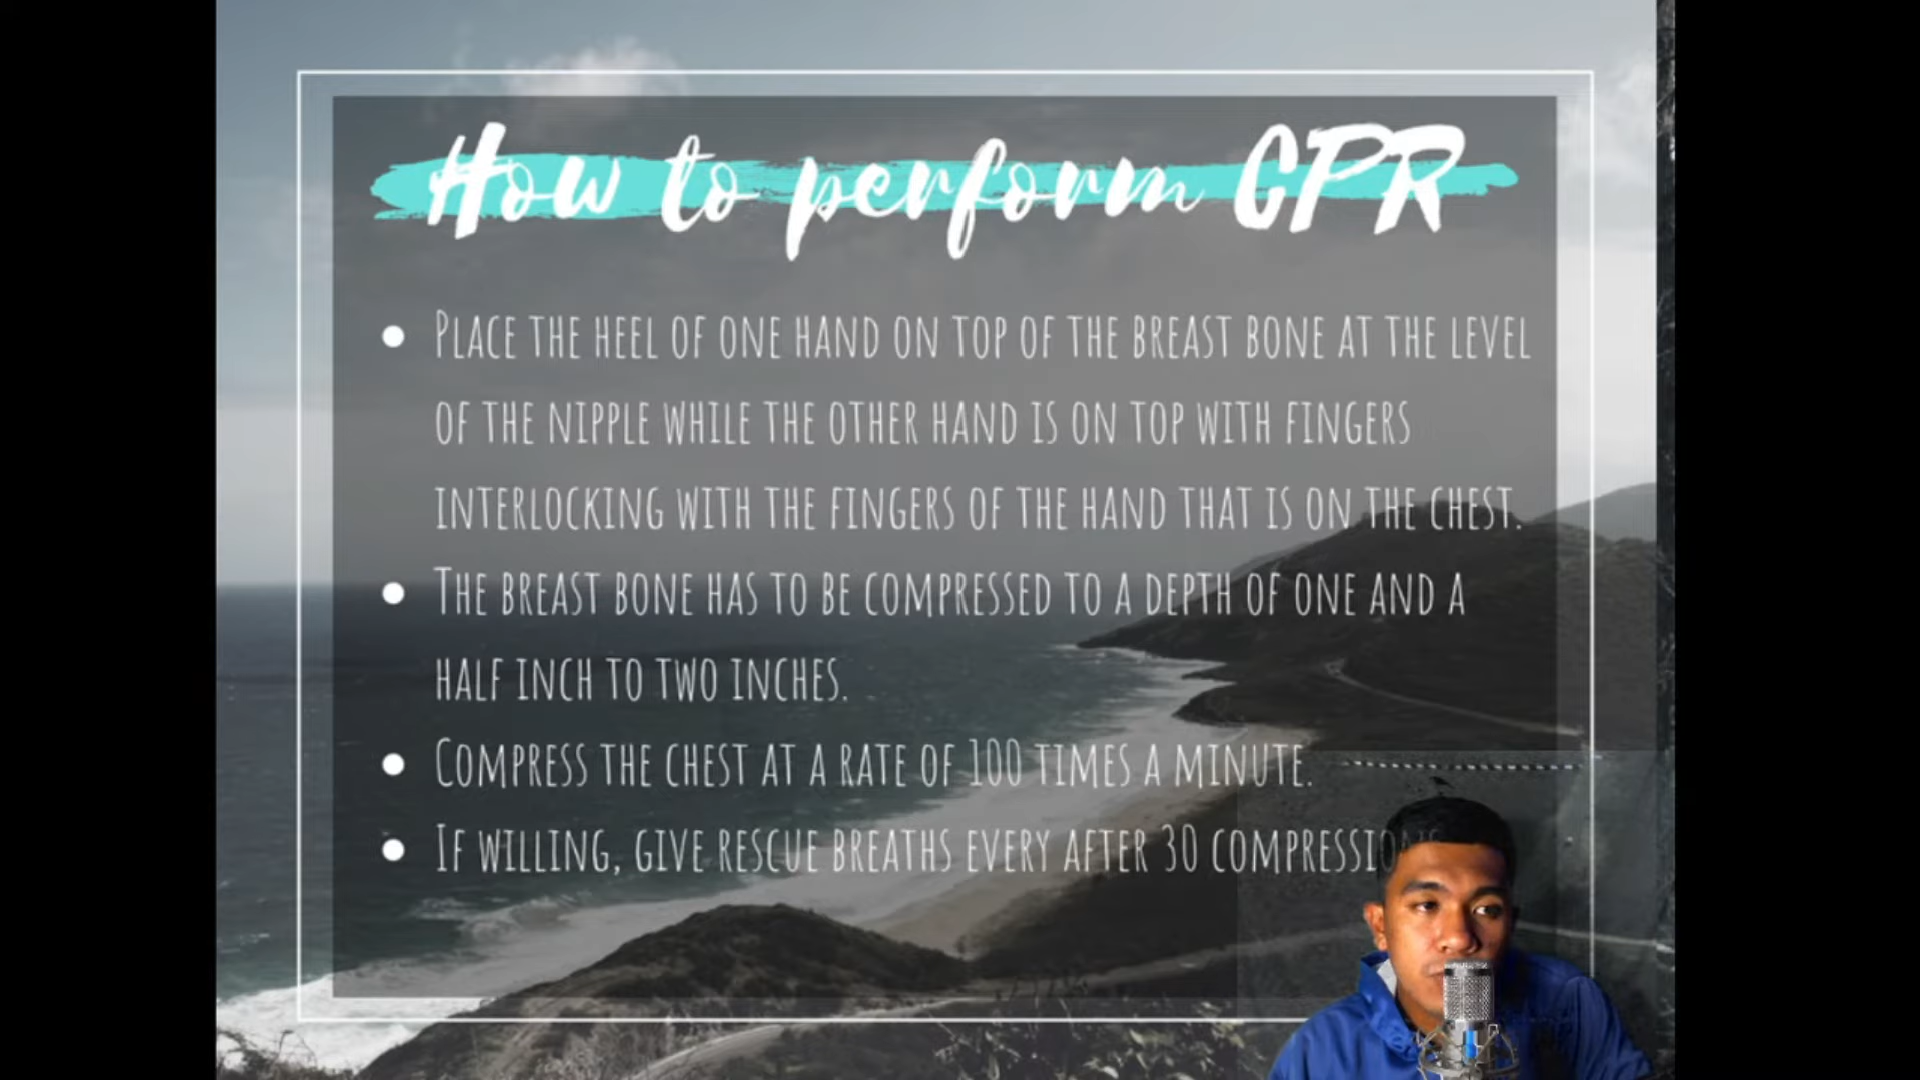 How to perform CPR
PLACE THE HEEL OF ONE HAND ON TOP OF THE BREAST BONE AT THE LEVEL
OF THE NIPPLE WHILE THE OTHER HAND IS ON TOP WITH FINGERS
INTERLOCKING WITH THE FINGERS OF THE HAND THAT IS ON THE CHEST.
THE BREAST BONE HAS TO BE COMPRESSED TO A DEPTH OF ONE AND A
HALF INCH TO TWO INCHES.
COMPRESS THE CHEST AT A RATE OF 100 TIMES A MINUTE.
IF WILLING, GIVE RESCUE BREATHS EVERY AFTER 30 COMPRESSIONS